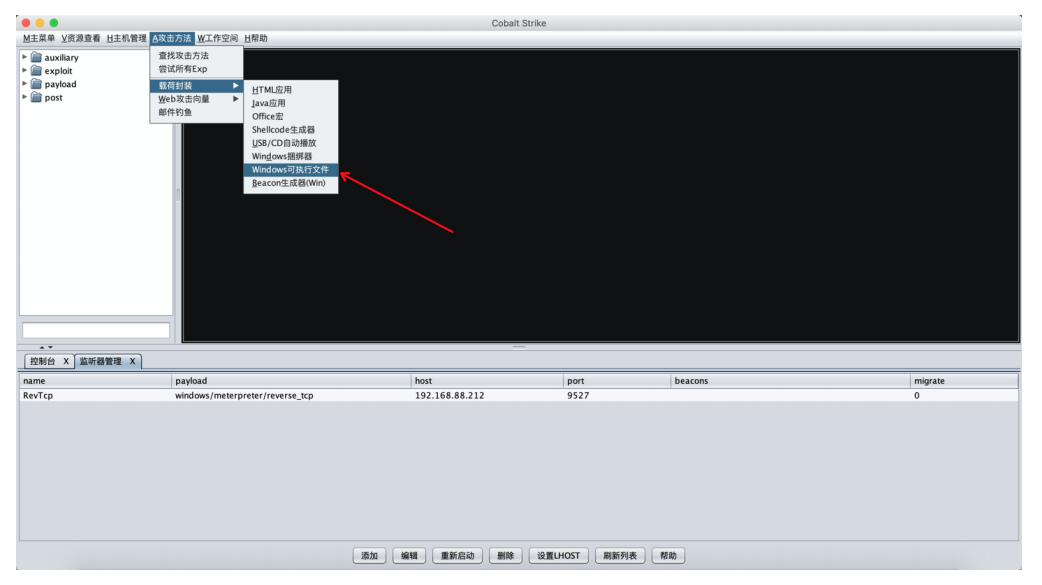 Cobalt Strike
M主菜单 V资源查看 H主机管理 A攻击方法 W工作空间 H帮助
auxiliary
exploit
payload
post
查找攻击方法
尝试所有Exp
载荷封装
Web攻击向量
邮件钓鱼
HTML应用
Java应用
Office宏
Shellcode生成器
USB/CD自动播放
Windows捆绑器
Windows可执行文件
Beacon生成器(Win)
控制台 X 监听器管理 X
name payload host port beacons migrate
RevTcp windows/meterpreter/reverse_tcp 192.168.88.212 9527 0
添加 编辑 重新启动 删除 设置LHOST 刷新列表 帮助